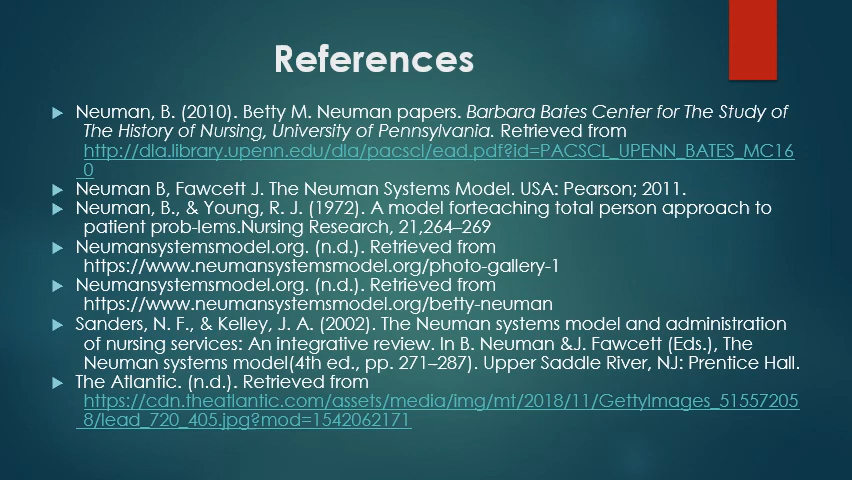 References
Neuman, B. (2010). Betty M. Neuman papers. Barbara Bates Center for The Study of
The History of Nursing, University of Pennsylvania. Retrieved from
http://dla.library.upenn.edu/dla/pacscl/ead.pdf?id=PACSCL_UPENN_BATES_MC16
_0
Neuman B, Fawcett J. The Neuman Systems Model. USA: Pearson; 2011.
Neuman, B., & Young, R. J. (1972). A model forteaching total person approach to
patient prob-lems.Nursing Research, 21,264–269
Neumansystemsmodel.org. (n.d.). Retrieved from
https://www.neumansystemsmodel.org/photo-gallery-1
Neumansystemsmodel.org. (n.d.). Retrieved from
https://www.neumansystemsmodel.org/betty-neuman
Sanders, N. F., & Kelley, J. A. (2002). The Neuman systems model and administration
of nursing services: An integrative review. In B. Neuman &J. Fawcett (Eds.), The
Neuman systems model(4th ed., pp. 271–287). Upper Saddle River, NJ: Prentice Hall.
The Atlantic. (n.d.). Retrieved from
https://cdn.theatlantic.com/assets/media/img/mt/2018/11/GettyImages_51557205
8/lead_720_405.jpg?mod=1542062171